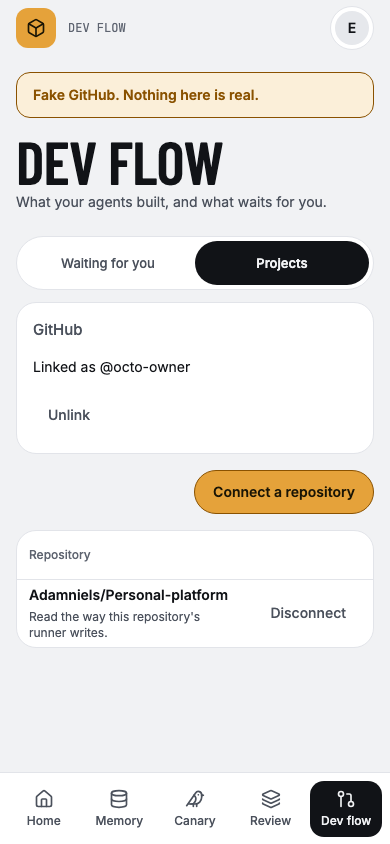 DEV FLOW
E
Fake GitHub. Nothing here is real.
DEV FLOW
What your agents built, and what waits for you.
Waiting for you
Projects
GitHub
Linked as @octo-owner
Unlink
Connect a repository
Repository
Adamniels/Personal-platform
Read the way this repository's
runner writes.
Disconnect
Home
Memory
Canary
Review
Dev flow